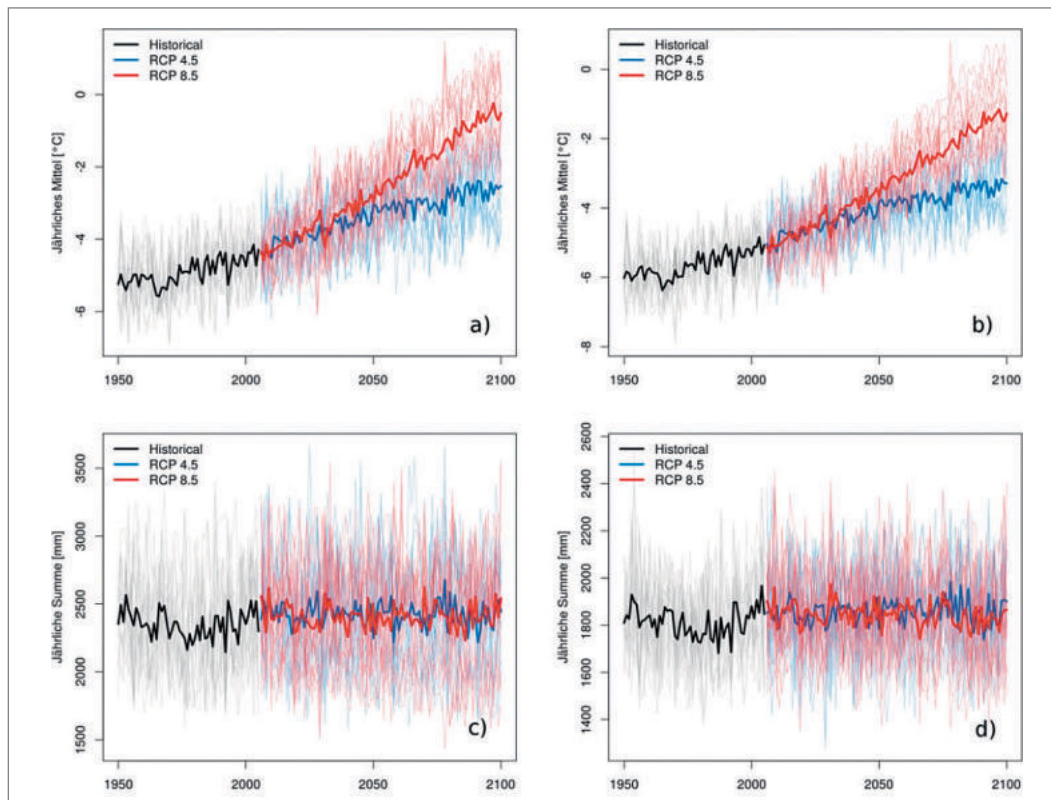 Historical
RCP 4.5
RCP 8.5
Jährliches Mittel [°C]
0
-2
-4
-6
1950
2000
2050
2100
a)
Historical
RCP 4.5
RCP 8.5
Jährliches Mittel [°C]
0
-2
-4
-6
-8
1950
2000
2050
2100
b)
Historical
RCP 4.5
RCP 8.5
Jährliche Summe [mm]
3500
3000
2500
2000
1500
1950
2000
2050
2100
c)
Historical
RCP 4.5
RCP 8.5
Jährliche Summe [mm]
2600
2400
2200
2000
1800
1600
1400
1950
2000
2050
2100
d)